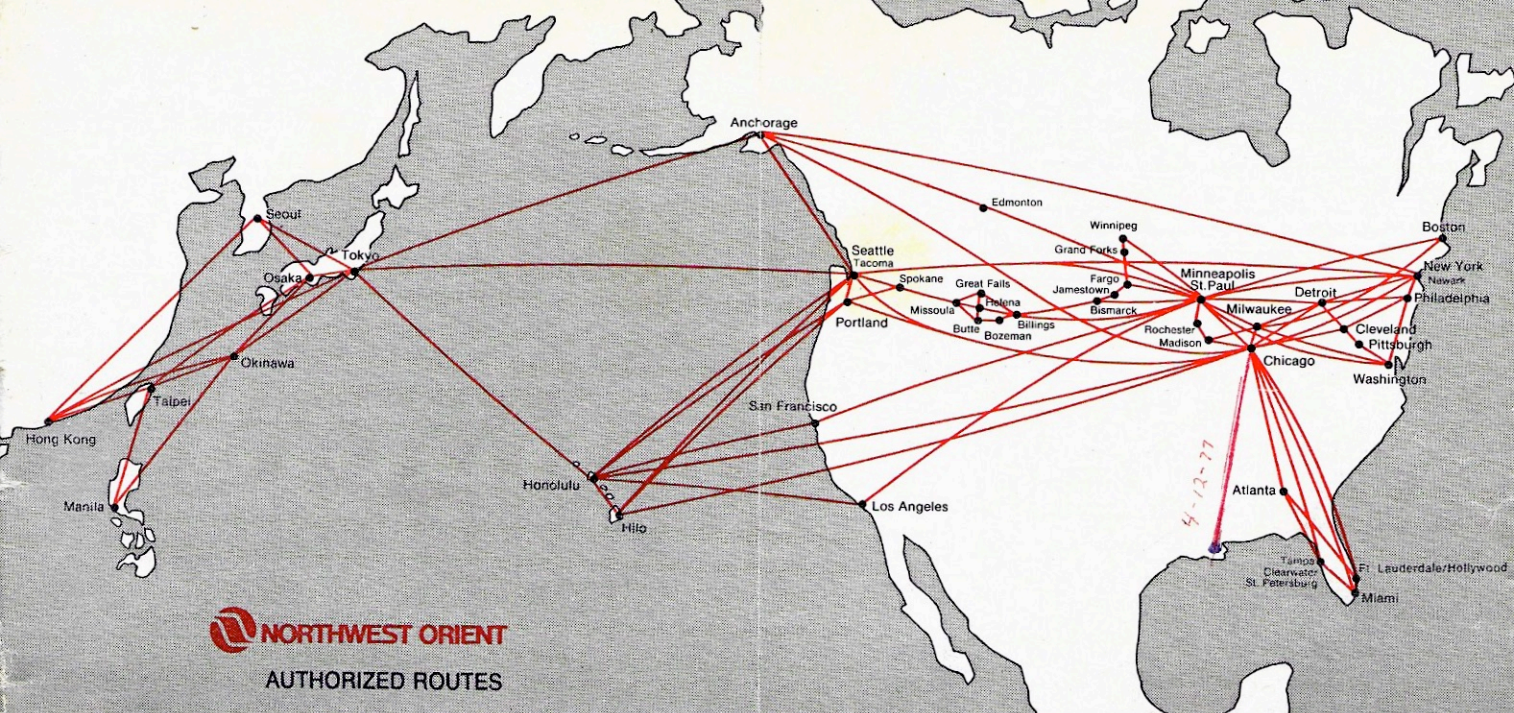 Anchorage
Edmonton
Winnipeg
Grand Forks
Boston
Seoul
Tokyo
Osaka
Seattle
Tacoma
Spokane
Great Falls
Fargo
Jamestown
Minneapolis
St. Paul
Detroit
New York
Newark
Philadelphia
Missoula
Helena
Bismarck
Milwaukee
Portland
Butte
Billings
Bozeman
Rochester
Madison
Cleveland
Pittsburgh
Okinawa
Chicago
Washington
Taipei
San Francisco
Hong Kong
4-12-77
Honolulu
Atlanta
Manila
Los Angeles
Hilo
Tampa
Clearwater
St. Petersburg
Ft. Lauderdale/Hollywood
Miami
NORTHWEST ORIENT
AUTHORIZED ROUTES